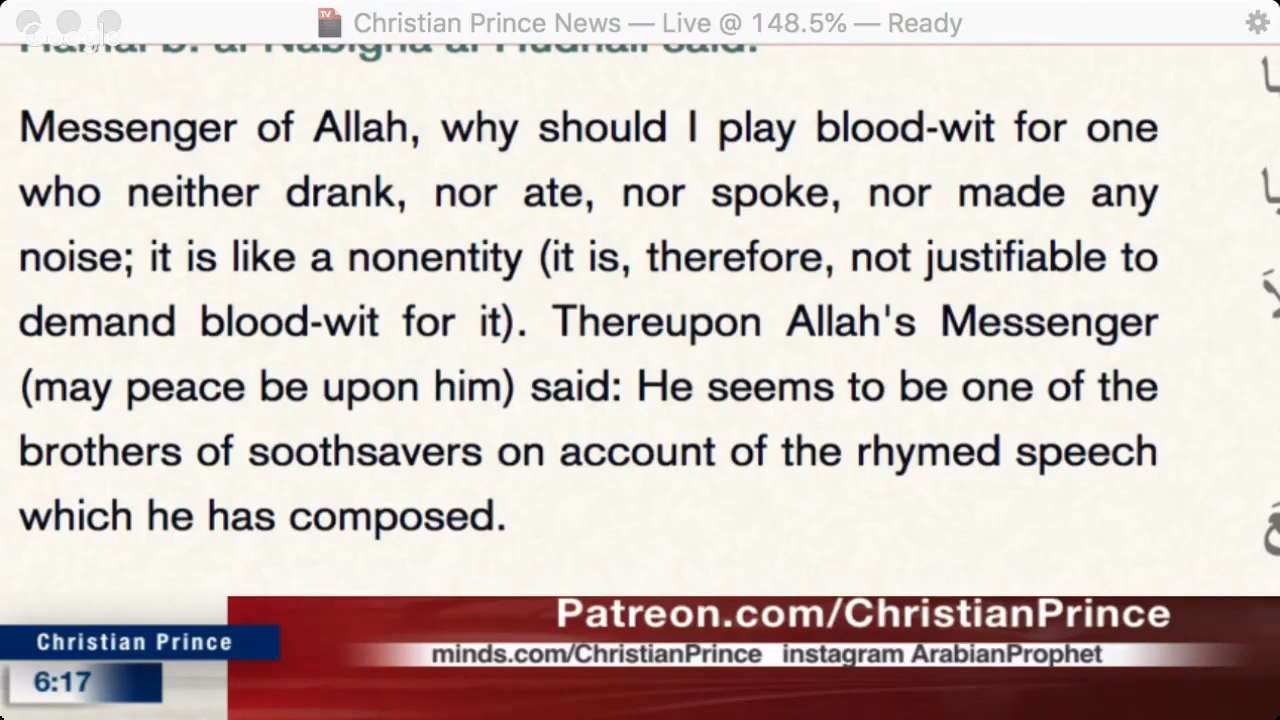 Christian Prince News — Live @ 148.5% — Ready
Google
Messenger of Allah, why should I play blood-wit for one
who neither drank, nor ate, nor spoke, nor made any
noise; it is like a nonentity (it is, therefore, not justifiable to
demand blood-wit for it). Thereupon Allah's Messenger
(may peace be upon him) said: He seems to be one of the
brothers of soothsavers on account of the rhymed speech
which he has composed.
Patreon.com/ChristianPrince
Christian Prince
minds.com/ChristianPrince instagram ArabianProphet
6:17